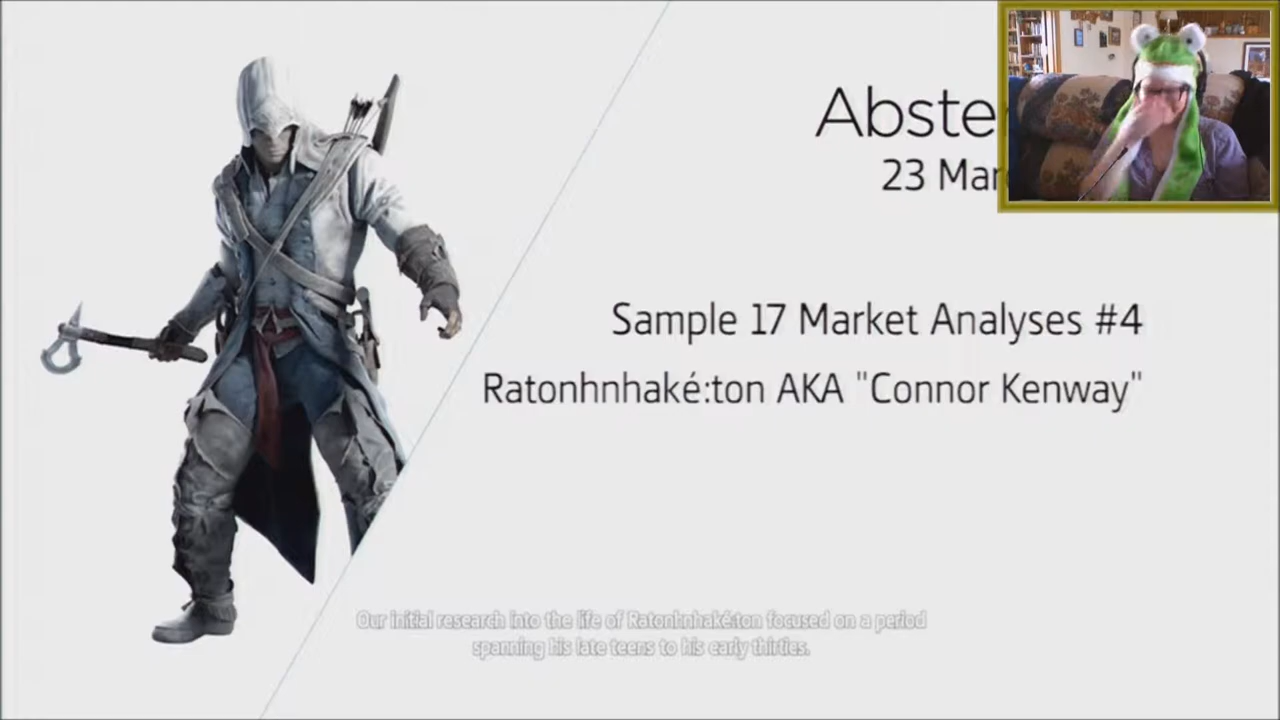 Abste
23 Mar
Sample 17 Market Analyses #4
Ratonhnhaké:ton AKA "Connor Kenway"
Our initial research into the life of Ratonhnhaké:ton focused on a period
spanning his late teens to his early thirties.